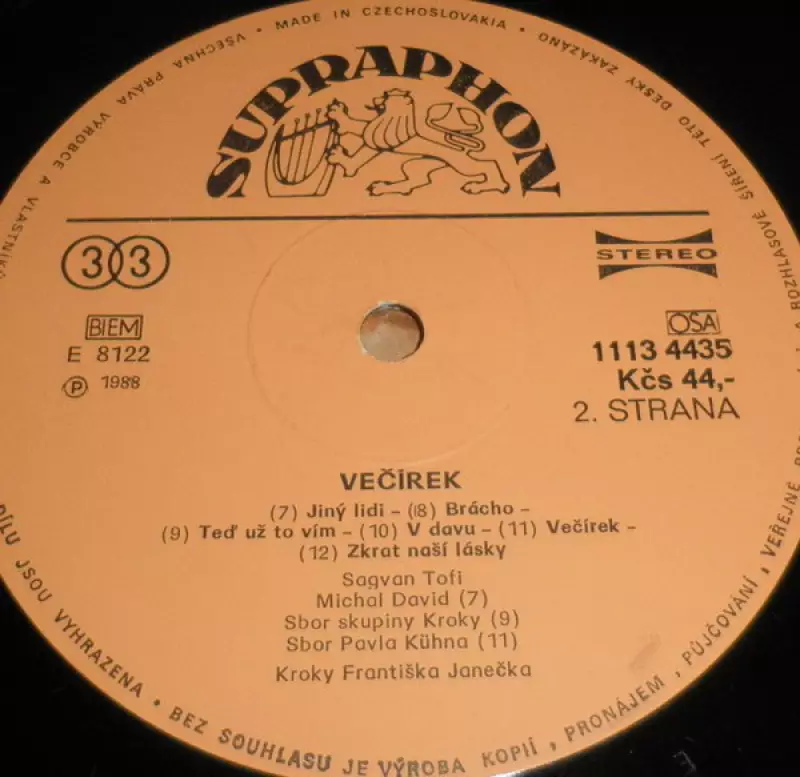 VŠECHNA PRÁVA VÝROBCE A VLASTNÍKŮ
DÍLU JSOU VYHRAZENA • BEZ SOUHLASU JE VÝROBA KOPIÍ, PRONÁJEM, PŮJČOVÁNÍ, VEŘEJNÉ
ROZHLASOVÉ ŠÍŘENÍ TÉTO DESKY ZAKÁZÁNO • MADE IN CZECHOSLOVAKIA •
SUPRAPHON
33
STEREO
BIEM
OSA
E 8122
1113 4435
Ⓟ 1988
Kčs 44,-
2. STRANA
VEČÍREK
(7) Jiný lidi – (8) Brácho –
(9) Teď už to vím – (10) V davu – (11) Večírek –
(12) Zkrat naší lásky
Sagvan Tofi
Michal David (7)
Sbor skupiny Kroky (9)
Sbor Pavla Kühna (11)
Kroky Františka Janečka